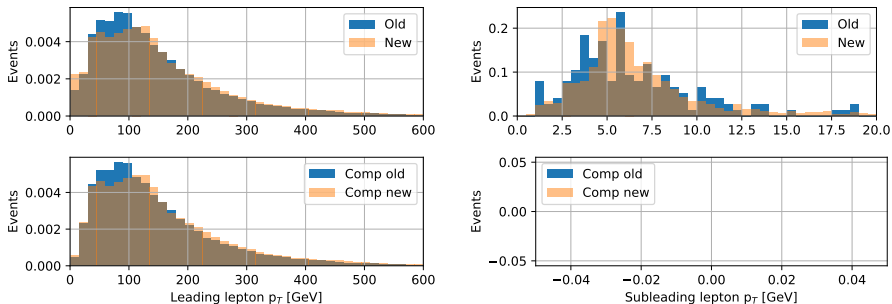 Events
0.004
0.002
0.000
0 100 200 300 400 500 600
Old
New
Events
0.2
0.1
0.0
0.0 2.5 5.0 7.5 10.0 12.5 15.0 17.5 20.0
Old
New
Events
0.004
0.002
0.000
0 100 200 300 400 500 600
Comp old
Comp new
Leading lepton p_T [GeV]
Events
0.05
0.00
−0.05
−0.04 −0.02 0.00 0.02 0.04
Comp old
Comp new
Subleading lepton p_T [GeV]